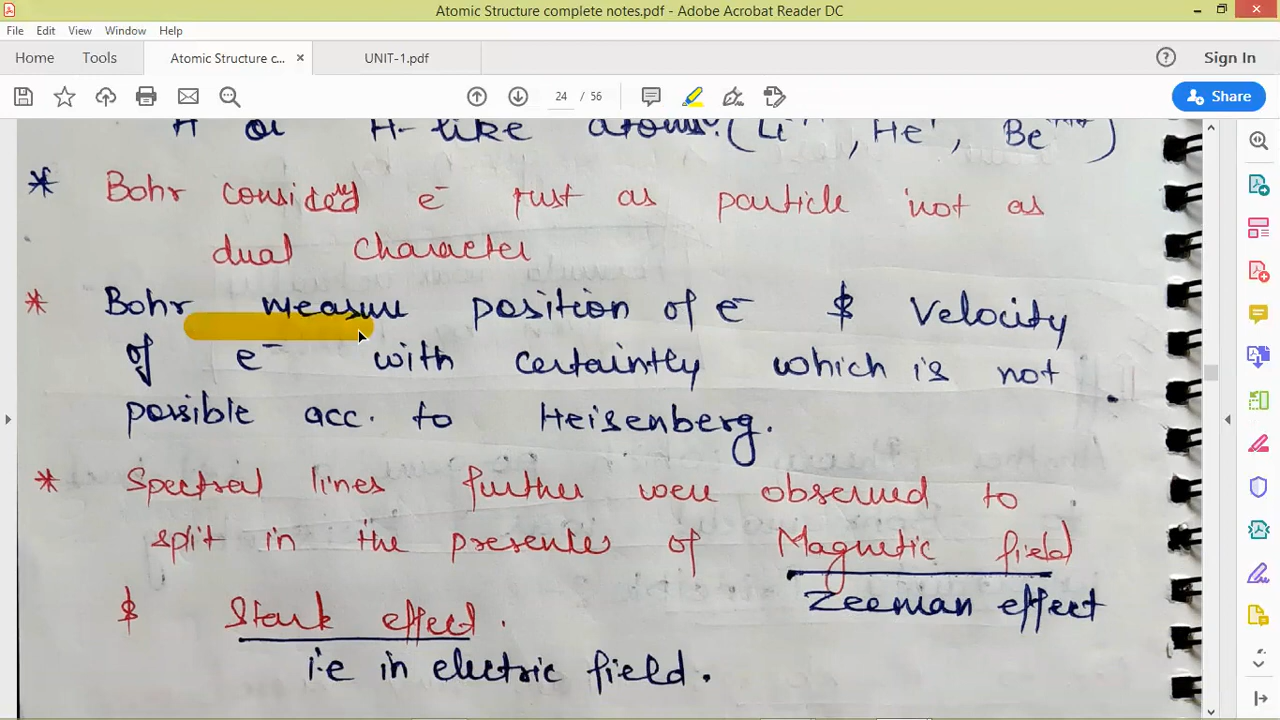 Atomic Structure complete notes.pdf - Adobe Acrobat Reader DC
File Edit View Window Help
Home Tools Atomic Structure c... × UNIT-1.pdf Sign In
24 / 56 Share
H or H-like atoms. (Li⁺⁺, He⁺, Be⁺⁺⁺)
* Bohr considered e⁻ just as particle not as
dual character
* Bohr measure position of e⁻ $ Velocity
of e⁻ with certaintly which is not
possible acc. to Heisenberg.
* Spectral lines further were observed to
split in the presence of Magnetic field
Zeeman effect
$ Stark effect.
i.e in electric field.